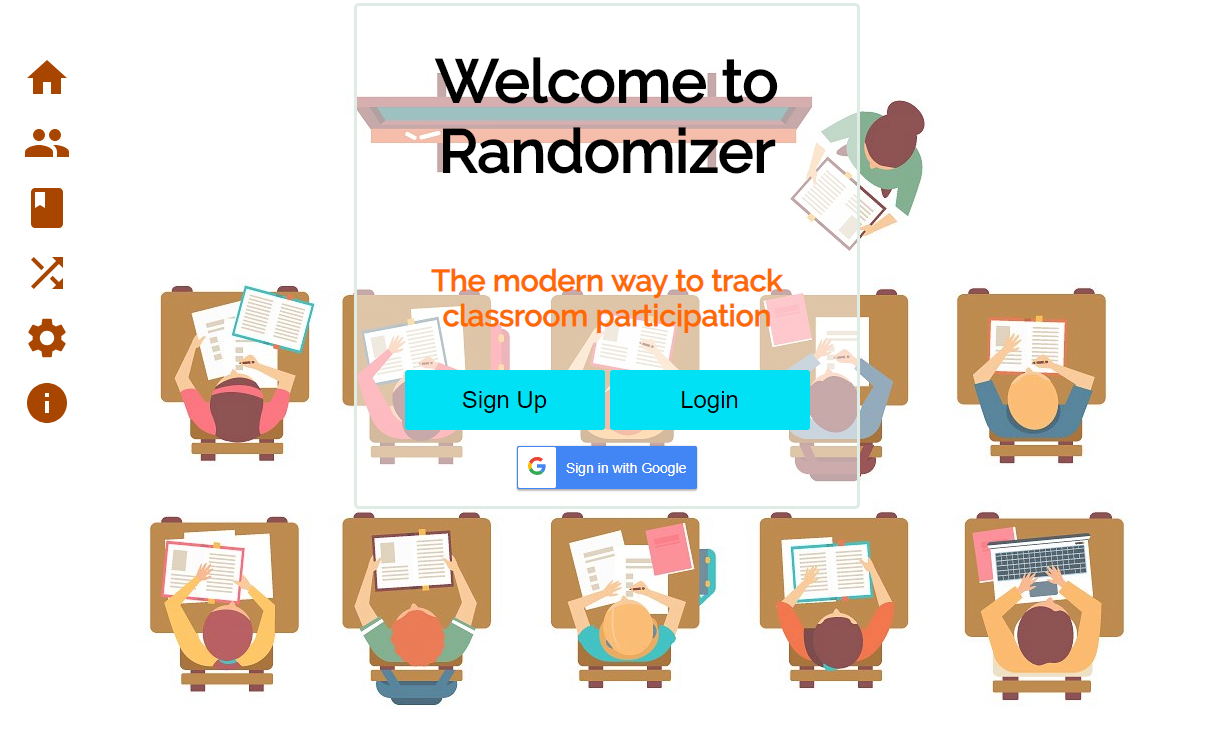 Welcome to
Randomizer
The modern way to track
classroom participation
Sign Up
Login
Sign in with Google